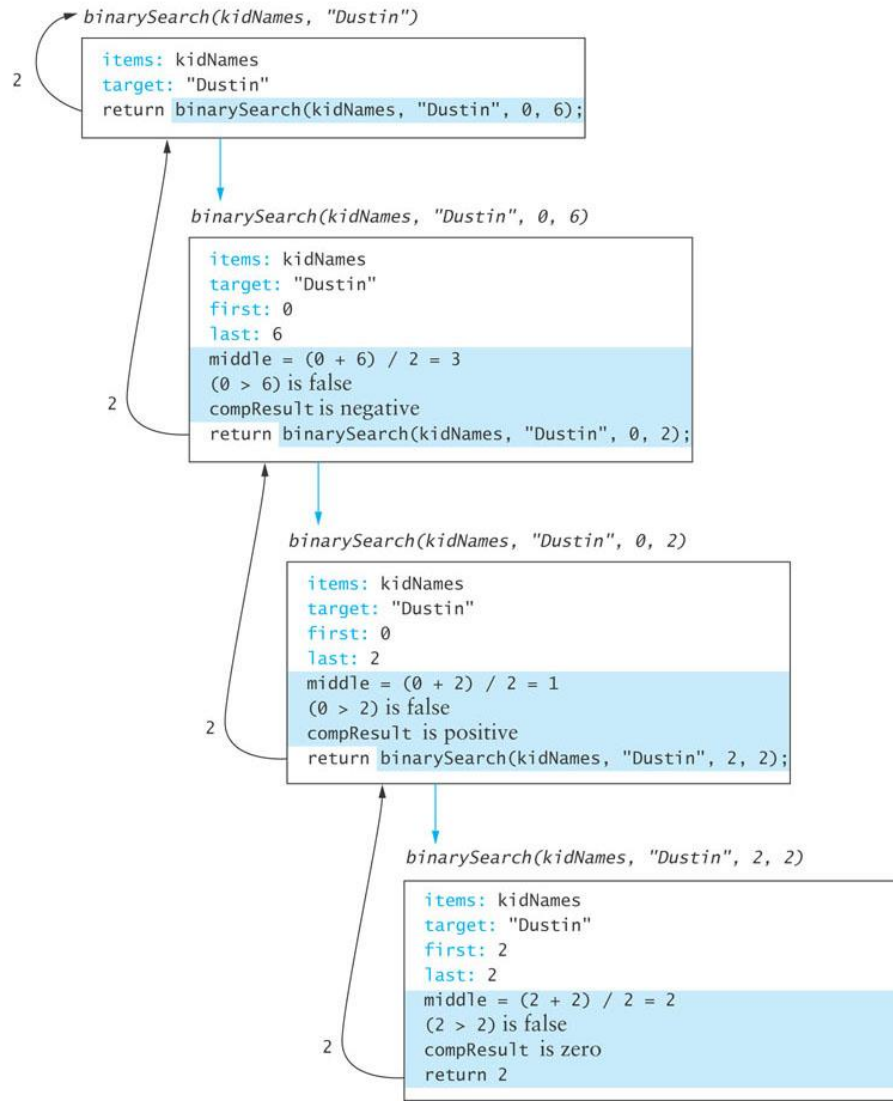 binarySearch(kidNames, "Dustin")
items: kidNames
target: "Dustin"
2
return binarySearch(kidNames, "Dustin", 0, 6);
binarySearch(kidNames, "Dustin", 0, 6)
items: kidNames
target: "Dustin"
first: 0
last: 6
middle = (0 + 6) / 2 = 3
(0 > 6) is false
2
compResult is negative
return binarySearch(kidNames, "Dustin", 0, 2);
binarySearch(kidNames, "Dustin", 0, 2)
items: kidNames
target: "Dustin"
first: 0
last: 2
middle = (0 + 2) / 2 = 1
(0 > 2) is false
2
compResult is positive
return binarySearch(kidNames, "Dustin", 2, 2);
binarySearch(kidNames, "Dustin", 2, 2)
items: kidNames
target: "Dustin"
first: 2
last: 2
middle = (2 + 2) / 2 = 2
(2 > 2) is false
2
compResult is zero
return 2